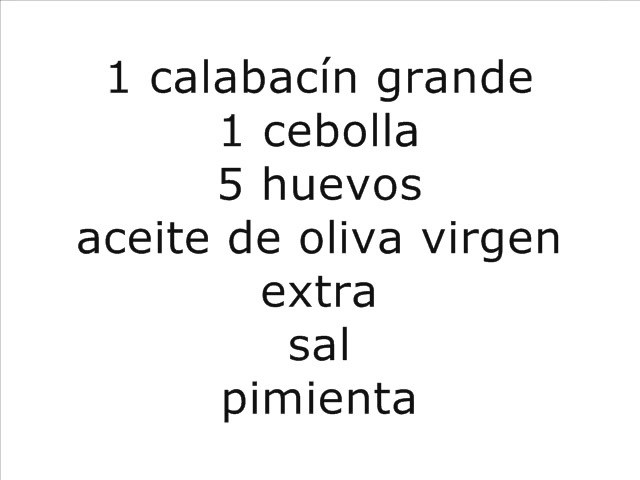 1 calabacín grande
1 cebolla
5 huevos
aceite de oliva virgen
extra
sal
pimienta